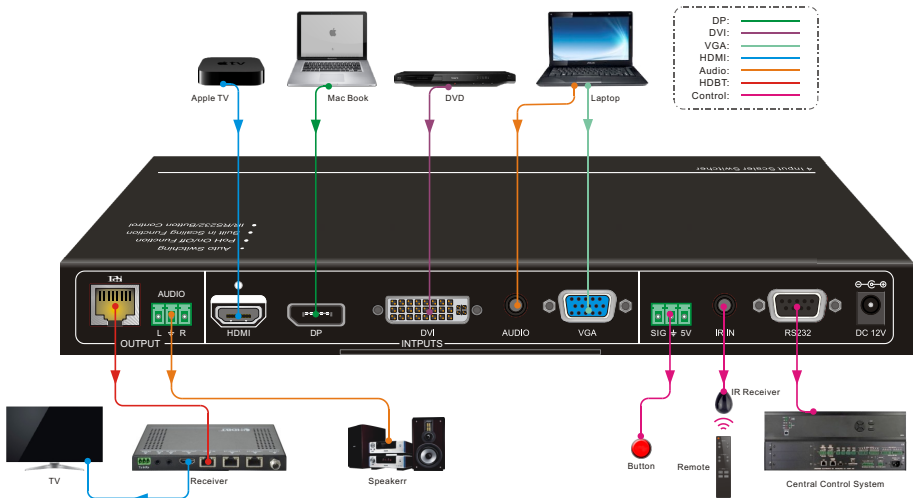 DP:
DVI:
VGA:
HDMI:
Audio:
HDBT:
Control:
Apple TV
Mac Book
DVD
Laptop
4 Input Scaler Switcher
Auto Switching
PoH On/Off Function
Built in Scaling Function
IR/RS232/Button Control
AUDIO
L R
OUTPUT
HDMI
DP
DVI
AUDIO
VGA
INTPUTS
SIG 5V
IR IN
RS232
DC 12V
TV
Receiver
Speakerr
Button
IR Receiver
Remote
Central Control System